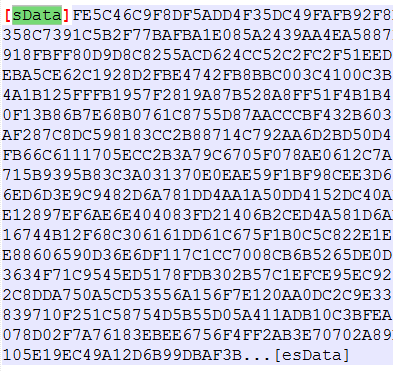 [sData]FE5C46C9F8DF5ADD4F35DC49FAFB92F8
358C7391C5B2F77BAFBA1E085A2439AA4EA5887
918FBFF80D9D8C8255ACD624CC52C2FC2F51EED
EBA5CE62C1928D2FBE4742FB8BBC003C4100C3B
4A1B125FFFB1957F2819A87B528A8FF51F4B1B4
0F13B86B7E68B0761C8755D87AACCCBF432B603
AF287C8DC598183CC2B88714C792AA6D2BD50D4
FB66C6111705ECC2B3A79C6705F078AE0612C7A
715B9395B83C3A031370E0EAE59F1BF98CEE3D6
6ED6D3E9C9482D6A781DD4AA1A50DD4152DC40A
E12897EF6AE6E404083FD21406B2CED4A581D6A
16744B12F68C306161DD61C675F1B0C5C822E1E
E88606590D36E6DF117C1CC7008CB6B5265DE0D
3634F71C9545ED5178FDB302B57C1EFCE95EC92
2C8DDA750A5CD53556A156F7E120AA0DC2C9E33
839710F251C58754D5B55D05A411ADB10C3BFEA
078D02F7A76183EBEE6756F4FF2AB3E70702A89
105E19EC49A12D6B99DBAF3B...[esData]